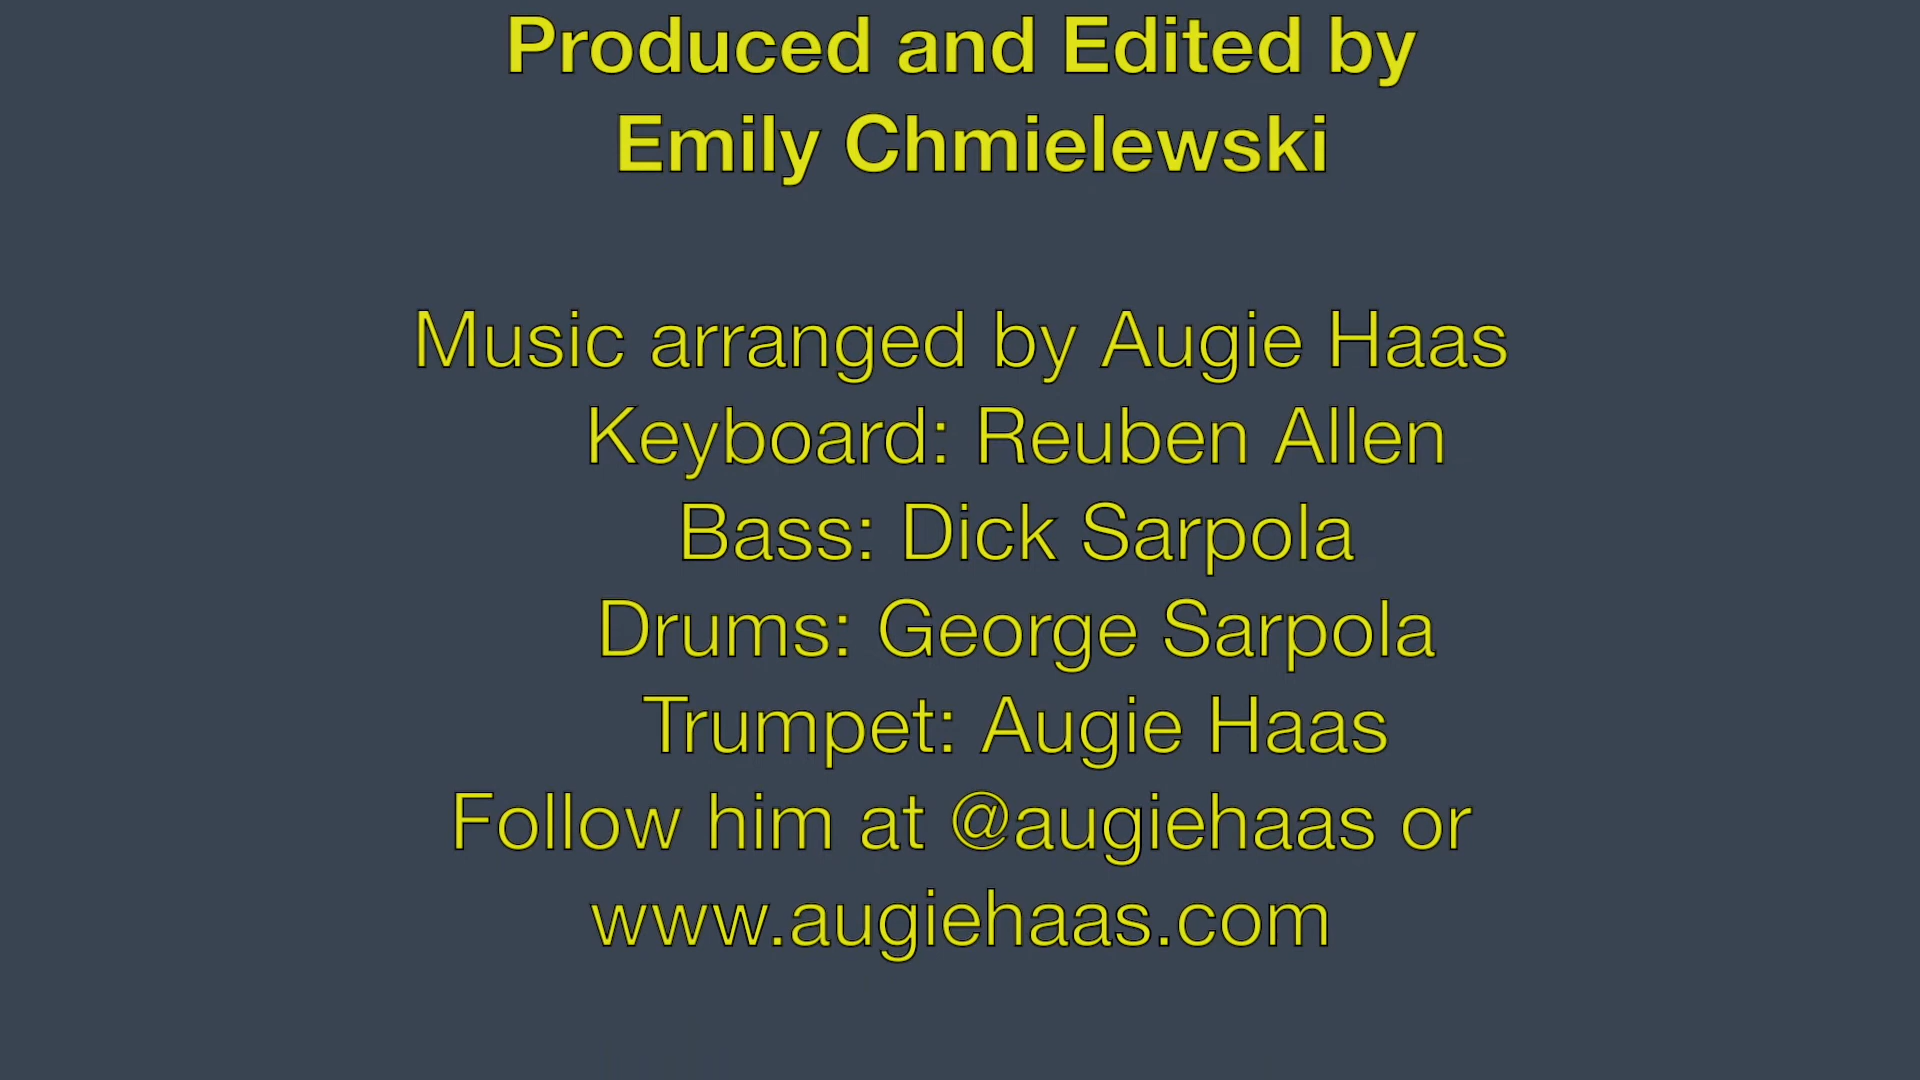 Produced and Edited by
Emily Chmielewski
Music arranged by Augie Haas
Keyboard: Reuben Allen
Bass: Dick Sarpola
Drums: George Sarpola
Trumpet: Augie Haas
Follow him at @augiehaas or
www.augiehaas.com